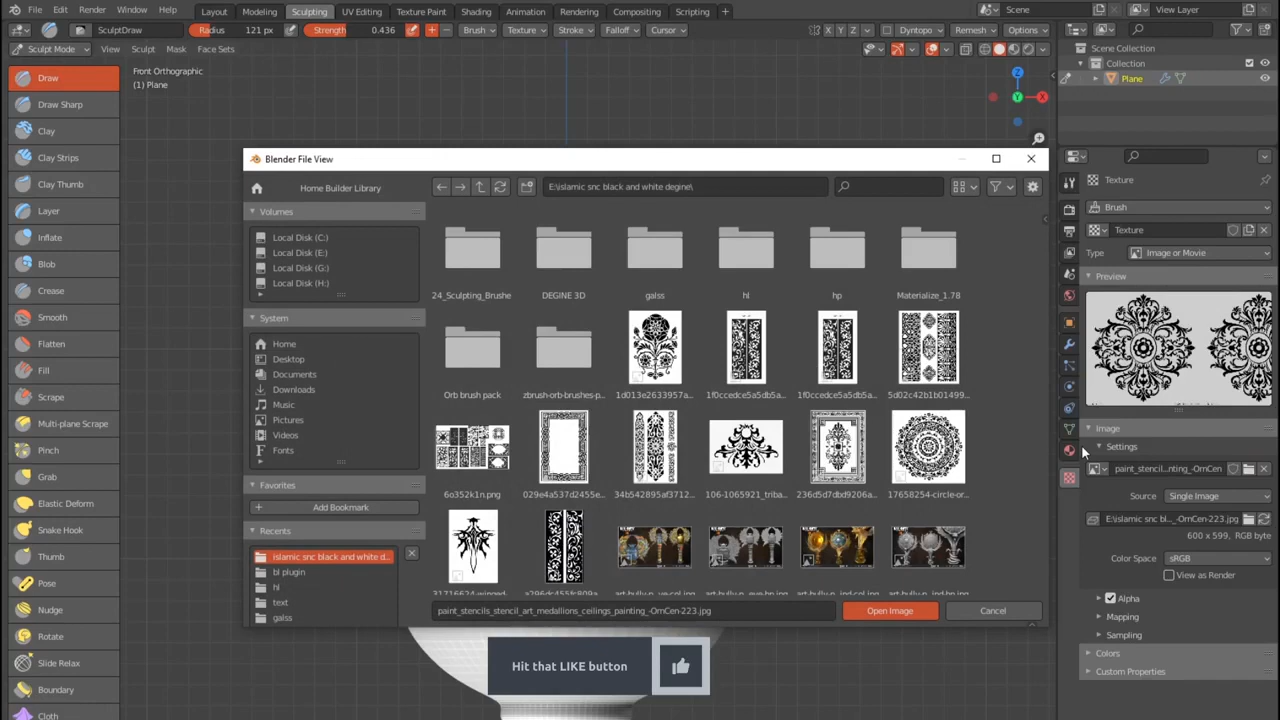 File Edit Render Window Help Layout Modeling Sculpting UV Editing Texture Paint Shading Animation Rendering Compositing Scripting + Scene View Layer
SculptDraw Radius 121 px Strength 0.436 Brush Texture Stroke Falloff Cursor X Y Z Dyntopo Remesh Options
Sculpt Mode View Sculpt Mask Face Sets
Scene Collection
Collection
Plane
Front Orthographic
(1) Plane
Draw
Draw Sharp
Clay
Clay Strips
Clay Thumb
Layer
Inflate
Blob
Crease
Smooth
Flatten
Fill
Scrape
Multi-plane Scrape
Pinch
Grab
Elastic Deform
Snake Hook
Thumb
Pose
Nudge
Rotate
Slide Relax
Boundary
Cloth
Z
Y
X
Blender File View
Home Builder Library
E:\islamic snc black and white degine\
Volumes
Local Disk (C:)
Local Disk (E:)
Local Disk (G:)
Local Disk (H:)
System
Home
Desktop
Documents
Downloads
Music
Pictures
Videos
Fonts
Favorites
Add Bookmark
Recents
islamic snc black and white d...
bl plugin
hl
text
galss
24_Sculpting_Brushe DEGINE 3D galss hl hp Materialize_1.78
Orb brush pack zbrush-orb-brushes-p... 1d013e2633957a... 1f0ccedce5a5db5a... 1f0ccedce5a5db5a... 5d02c42b1b01499...
6o352k1n.png 029e4a537d2455e... 34b542895af3712... 106-1065921_triba... 236d5d7dbd9206a... 17658254-circle-or...
paint_stencils_stencil_art_medallions_ceilings_painting_-OrnCen-223.jpg
Open Image
Cancel
Hit that LIKE button
Texture
Brush
Texture
Type Image or Movie
Preview
Image
Settings
paint_stencil...nting_-OrnCen
Source Single Image
E:\islamic snc bl..._-OrnCen-223.jpg
600 x 599, RGB byte
Color Space sRGB
View as Render
Alpha
Mapping
Sampling
Colors
Custom Properties